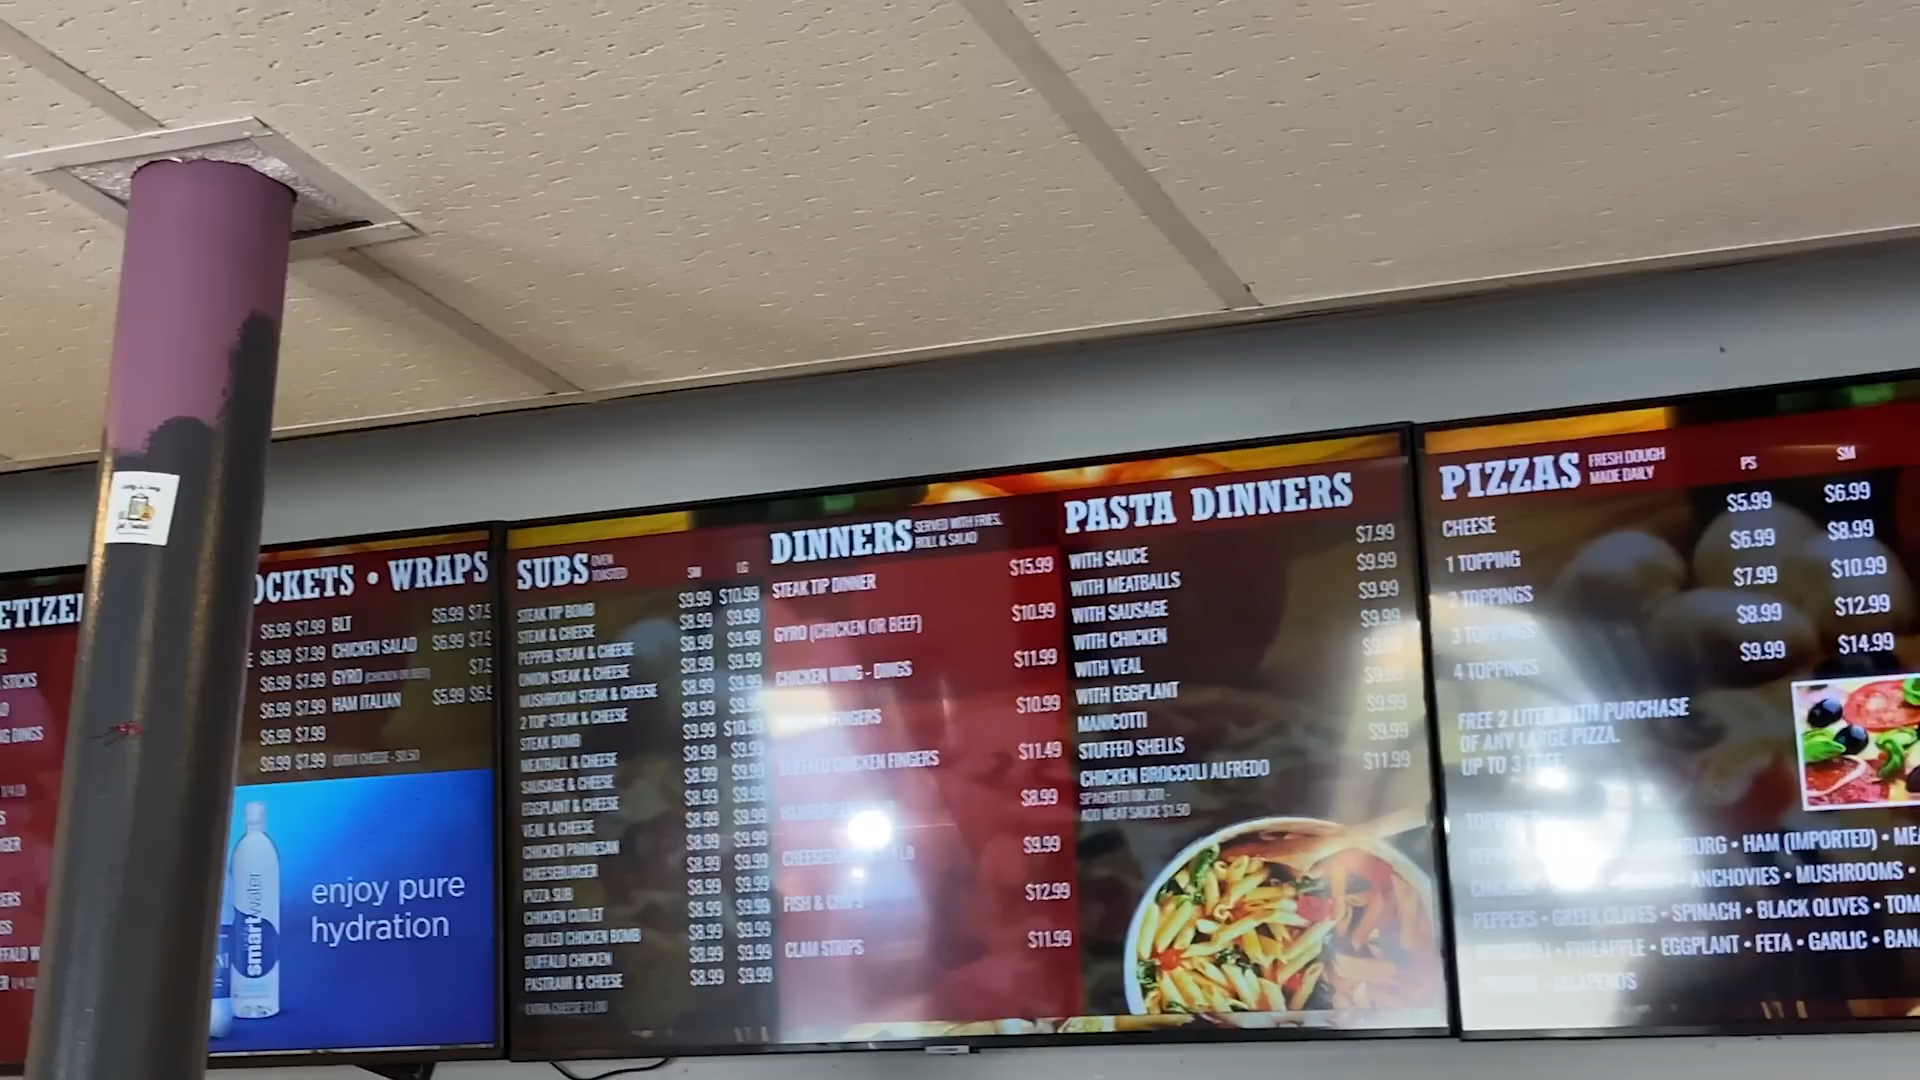 ETIZE
STICKS
G DINGS
OCKETS • WRAPS
$6.99 $7.99 BLT $6.99
$6.99 $7.99 CHICKEN SALAD $6.99
$6.99 $7.99 GYRO
$6.99 $7.99 HAM ITALIAN $5.99
$6.99 $7.99
$6.99 $7.99 EXTRA CHEESE - $0.50
smartwater
enjoy pure
hydration
SUBS OVEN TOASTED SM LG
STEAK TIP BOMB $9.99 $10.99
STEAK & CHEESE $8.99 $9.99
PEPPER STEAK & CHEESE $8.99 $9.99
ONION STEAK & CHEESE $8.99 $9.99
MUSHROOM STEAK & CHEESE $8.99 $9.99
2 TOP STEAK & CHEESE $8.99 $9.99
STEAK BOMB $9.99 $10.99
MEATBALL & CHEESE $8.99 $9.99
SAUSAGE & CHEESE $8.99 $9.99
EGGPLANT & CHEESE $8.99 $9.99
VEAL & CHEESE $8.99 $9.99
CHICKEN PARMESAN $8.99 $9.99
CHEESEBURGER $8.99 $9.99
PIZZA SUB $8.99 $9.99
CHICKEN CUTLET $8.99 $9.99
GRILLED CHICKEN BOMB $8.99 $9.99
BUFFALO CHICKEN $8.99 $9.99
PASTRAMI & CHEESE $8.99 $9.99
EXTRA CHEESE $1.00
DINNERS SERVED WITH FRIES, ROLL & SALAD
STEAK TIP DINNER $15.99
GYRO (CHICKEN OR BEEF) $10.99
CHICKEN WING - DINGS $11.99
FINGERS $10.99
BUFFALO CHICKEN FINGERS $11.49
HAMBURGER $8.99
LB $9.99
FISH & CHIPS $12.99
CLAM STRIPS $11.99
PASTA DINNERS
WITH SAUCE $7.99
WITH MEATBALLS $9.99
WITH SAUSAGE $9.99
WITH CHICKEN $9.99
WITH VEAL
WITH EGGPLANT $9.99
MANICOTTI $9.99
STUFFED SHELLS $9.99
CHICKEN BROCCOLI ALFREDO $11.99
SPAGHETTI OR ZITI -
ADD MEAT SAUCE $1.50
PIZZAS FRESH DOUGH MADE DAILY PS SM
CHEESE $5.99 $6.99
1 TOPPING $6.99 $8.99
2 TOPPINGS $7.99 $10.99
3 TOPPINGS $8.99 $12.99
4 TOPPINGS $9.99 $14.99
FREE 2 LITER WITH PURCHASE
OF ANY LARGE PIZZA.
UP TO 3 FREE
BURG • HAM (IMPORTED) •
• ANCHOVIES • MUSHROOMS •
PEPPERS • GREEK OLIVES • SPINACH • BLACK OLIVES • TOM
PINEAPPLE • EGGPLANT • FETA • GARLIC • BAN
JALAPENOS